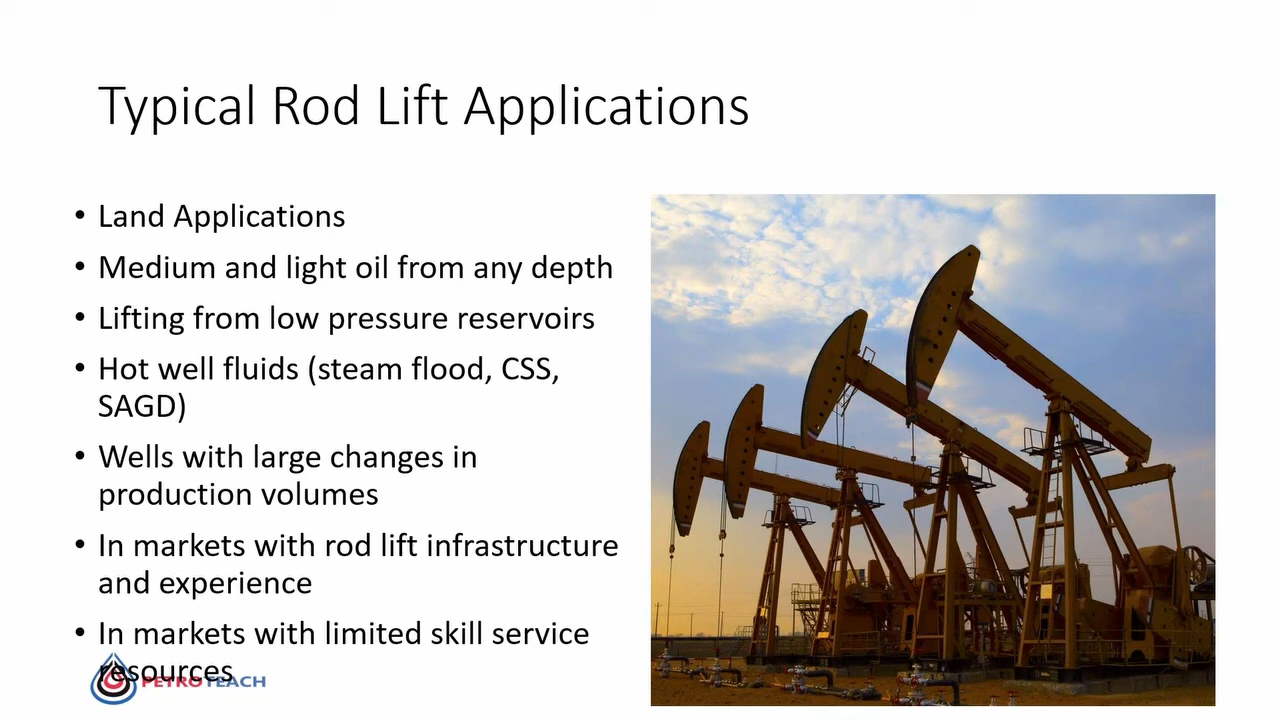 Typical Rod Lift Applications
• Land Applications
• Medium and light oil from any depth
• Lifting from low pressure reservoirs
• Hot well fluids (steam flood, CSS,
SAGD)
• Wells with large changes in
production volumes
• In markets with rod lift infrastructure
and experience
• In markets with limited skill service
resources
PETROTEACH